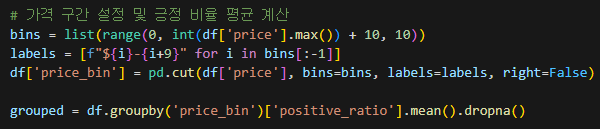 # 가격 구간 설정 및 긍정 비율 평균 계산
bins = list(range(0, int(df['price'].max()) + 10, 10))
labels = [f"${i}-{i+9}" for i in bins[:-1]]
df['price_bin'] = pd.cut(df['price'], bins=bins, labels=labels, right=False)
grouped = df.groupby('price_bin')['positive_ratio'].mean().dropna()